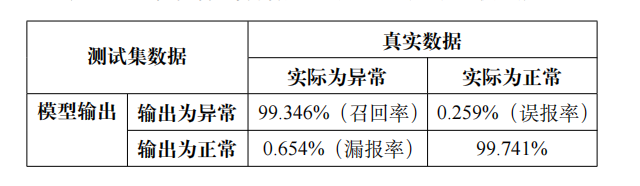 测试集数据
真实数据
实际为异常 实际为正常
模型输出 输出为异常 99.346%（召回率） 0.259%（误报率）
输出为正常 0.654%（漏报率） 99.741%